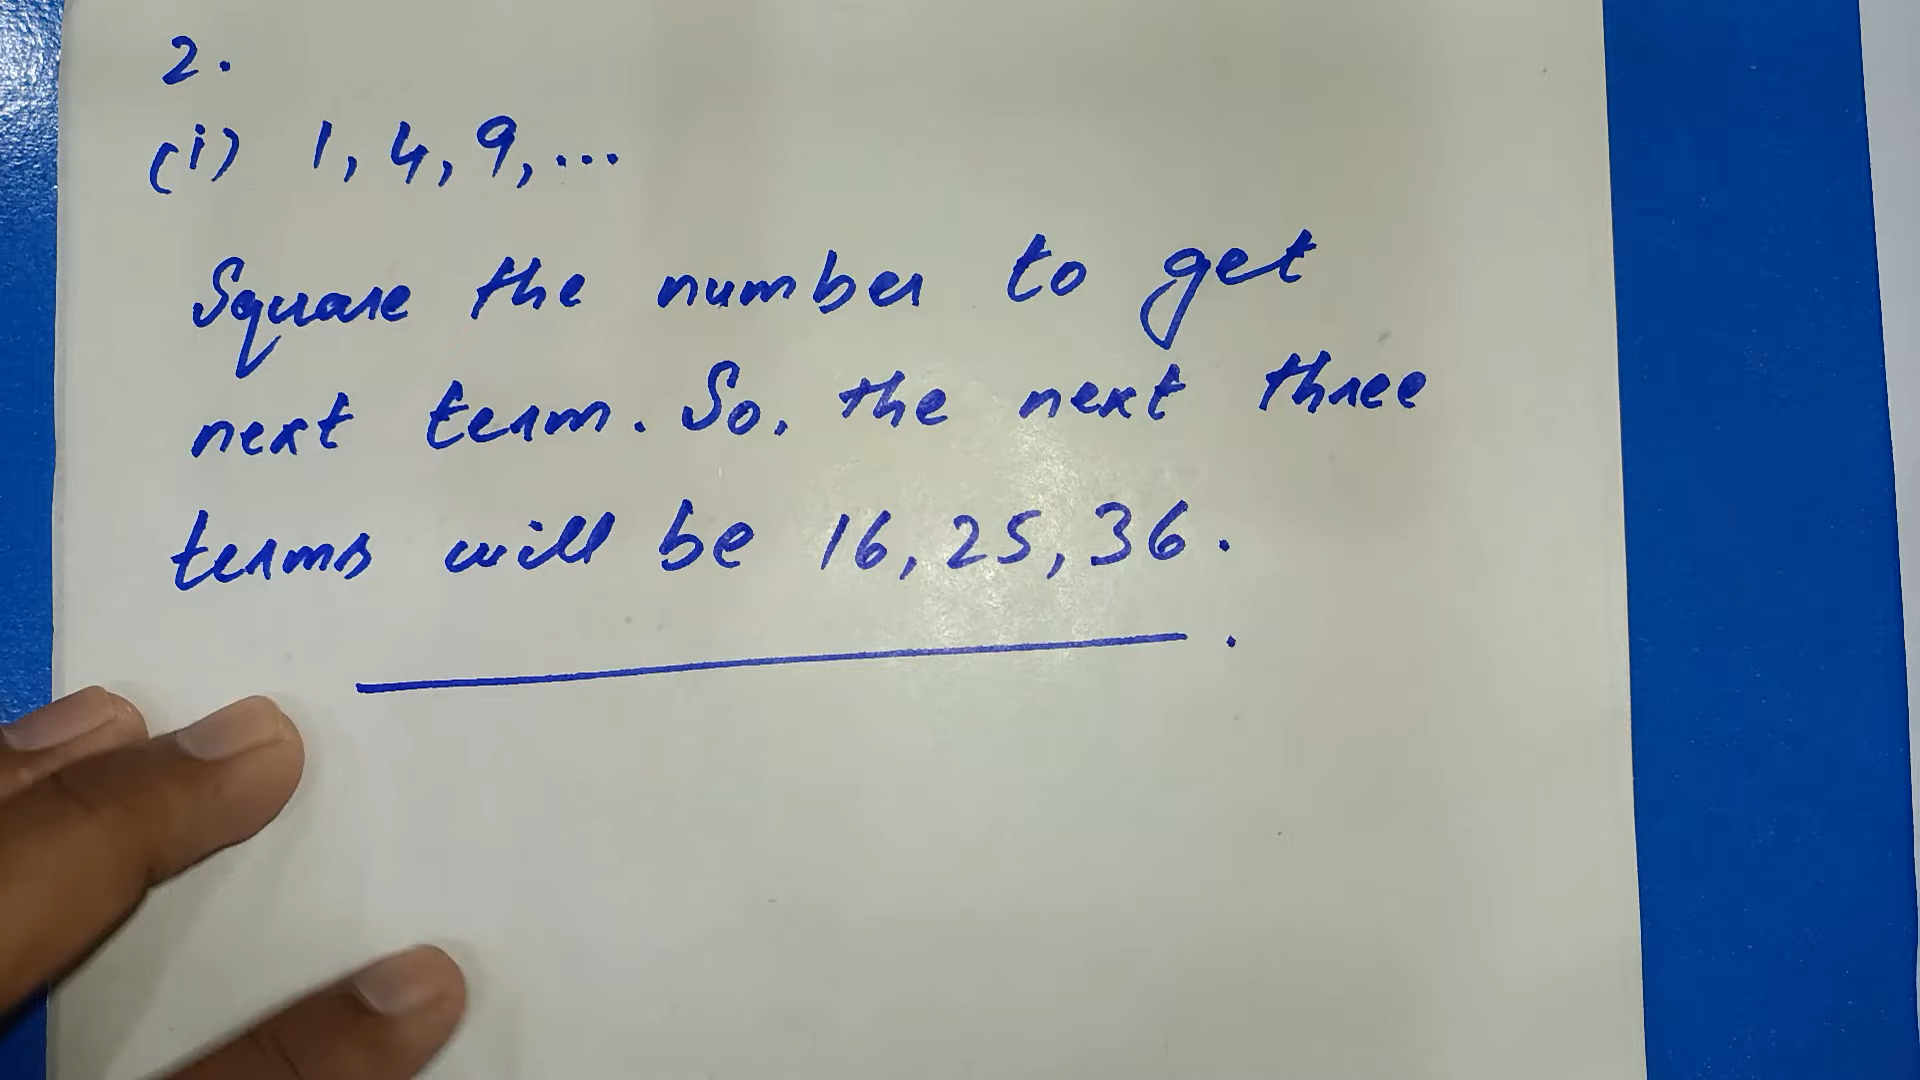 2.
(i) 1, 4, 9, ...
Square the number to get
next term. So, the next three
terms will be 16, 25, 36.